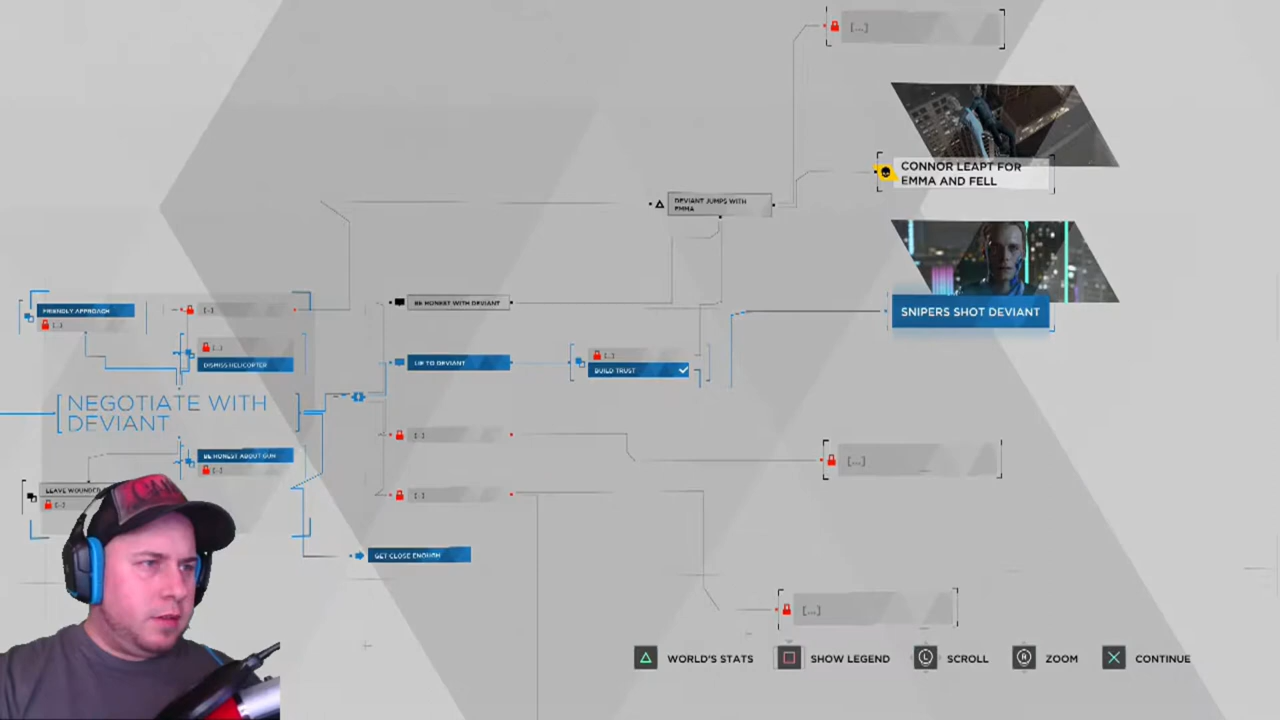 [...]
CONNOR LEAPT FOR
EMMA AND FELL
DEVIANT JUMPS WITH
EMMA
SNIPERS SHOT DEVIANT
FRIENDLY APPROACH
[...]
[...]
[...]
DISMISS HELICOPTER
BE HONEST WITH DEVIANT
LIE TO DEVIANT
[...]
BUILD TRUST
NEGOTIATE WITH
DEVIANT
BE HONEST ABOUT GUN
[...]
LEAVE WOUNDED
[...]
[...]
[...]
[...]
GET CLOSE ENOUGH
[...]
WORLD'S STATS
SHOW LEGEND
L
SCROLL
R
ZOOM
CONTINUE